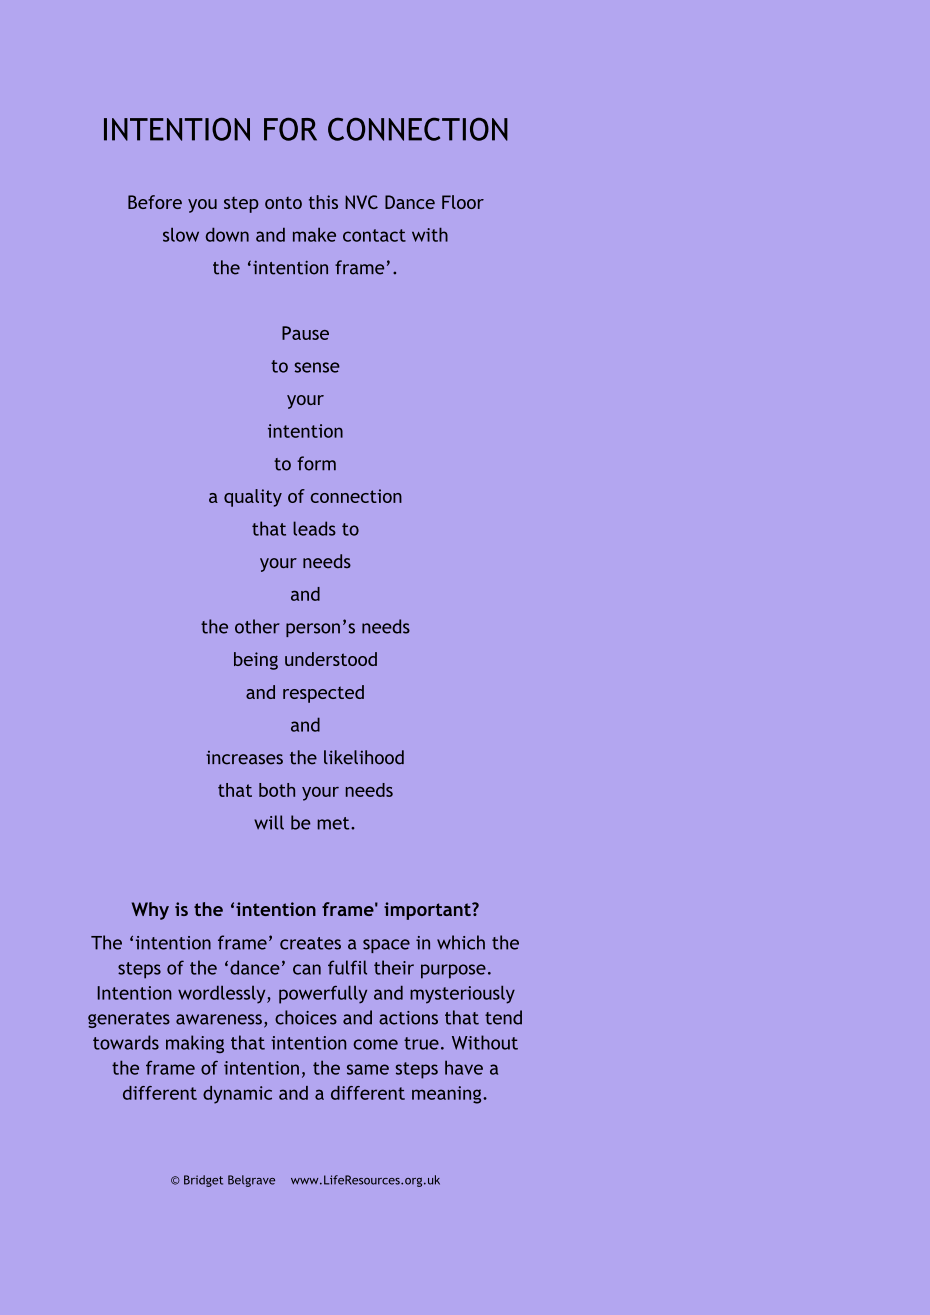 INTENTION FOR CONNECTION
Before you step onto this NVC Dance Floor
slow down and make contact with
the ‘intention frame’.
Pause
to sense
your
intention
to form
a quality of connection
that leads to
your needs
and
the other person’s needs
being understood
and respected
and
increases the likelihood
that both your needs
will be met.
Why is the ‘intention frame' important?
The ‘intention frame’ creates a space in which the
steps of the ‘dance’ can fulfil their purpose.
Intention wordlessly, powerfully and mysteriously
generates awareness, choices and actions that tend
towards making that intention come true. Without
the frame of intention, the same steps have a
different dynamic and a different meaning.
© Bridget Belgrave www.LifeResources.org.uk